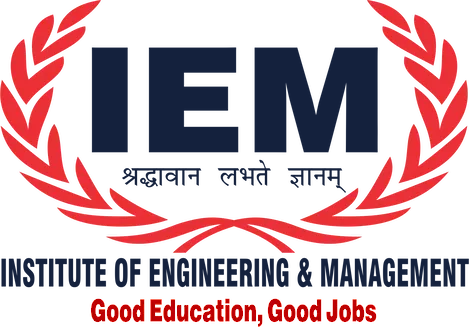 IEM
श्रद्धावान लभते ज्ञानम्
INSTITUTE OF ENGINEERING & MANAGEMENT
Good Education, Good Jobs